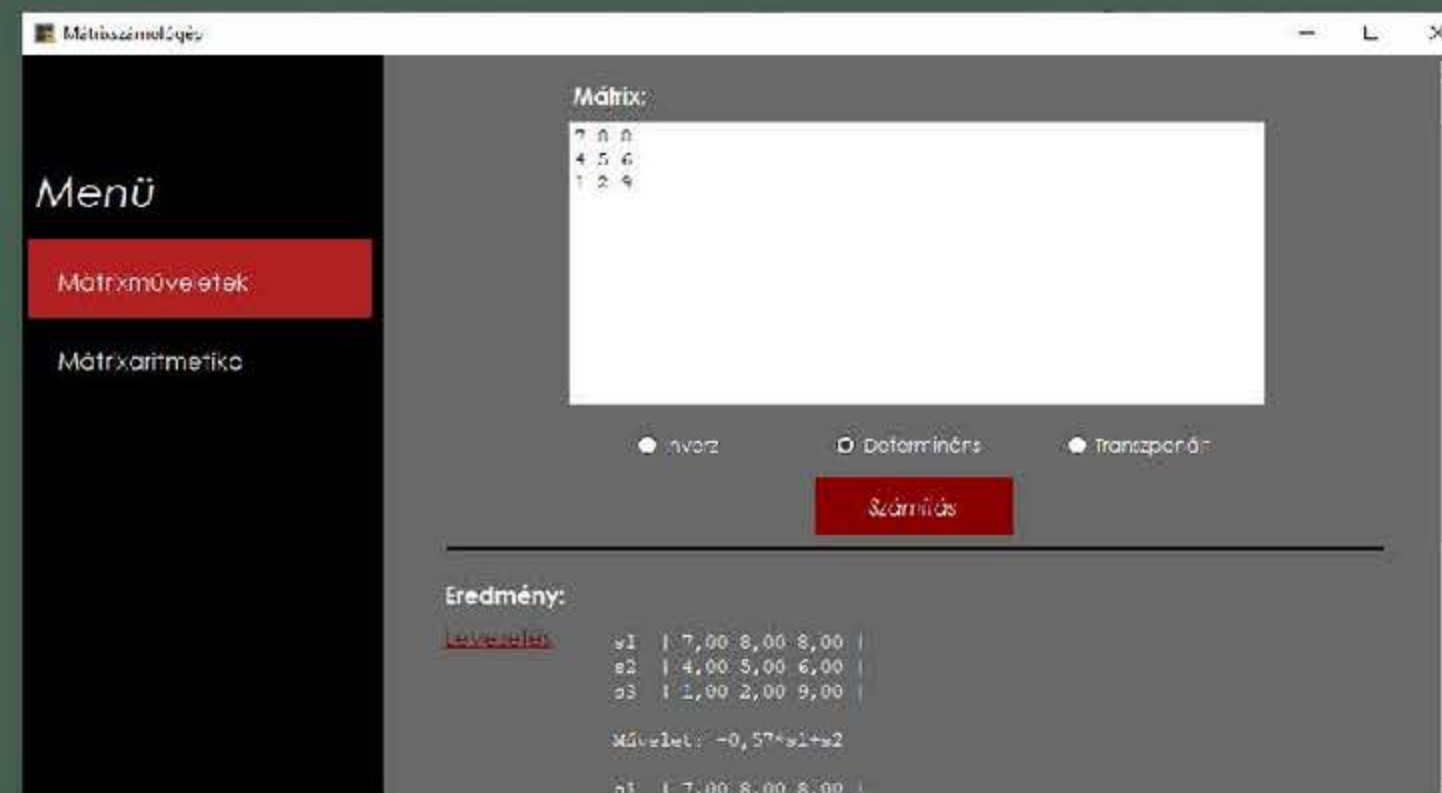 Mátrixszámológép
Menü
Mátrixműveletek
Mátrixaritmetika
Mátrix:
7 8 8
4 5 6
1 2 9
Inverz Determináns Transzponált
Számítás
Eredmény:
Levezetés
s1 | 7,00 8,00 8,00 |
s2 | 4,00 5,00 6,00 |
s3 | 1,00 2,00 9,00 |
Művelet: -0,57*s1+s2
s1 | 7,00 8,00 8,00 |